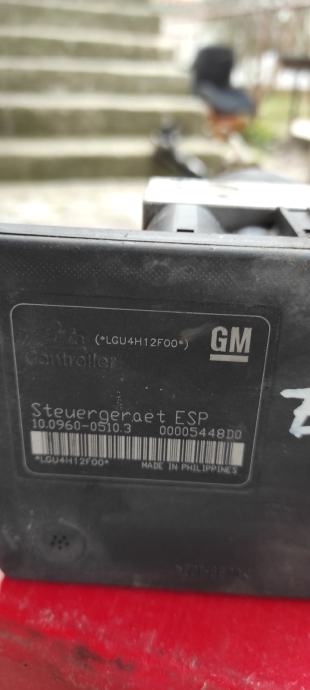 (*LGU4H12F00*)
GM
Controller
Steuergeraet ESP
10.0960-0510.3 00005448D0
*LGU4H12F00*
MADE IN PHILIPPINES